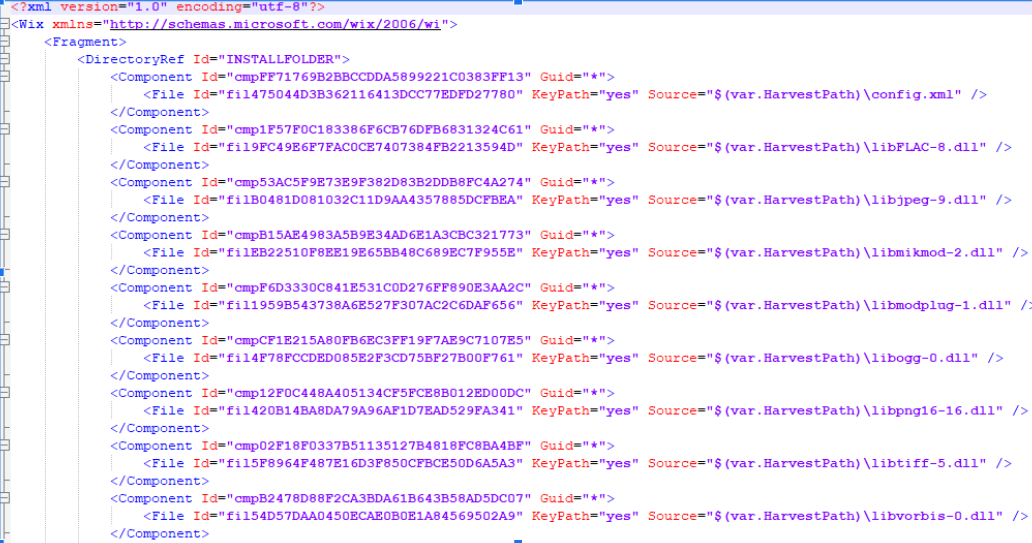 <?xml version="1.0" encoding="utf-8"?>
<Wix xmlns="http://schemas.microsoft.com/wix/2006/wi">
<Fragment>
<DirectoryRef Id="INSTALLFOLDER">
<Component Id="cmpFF71769B2BBCCDDA5899221C0383FF13" Guid="*">
<File Id="fil475044D3B362116413DCC77EDFD27780" KeyPath="yes" Source="$(var.HarvestPath)\config.xml" />
</Component>
<Component Id="cmp1F57F0C183386F6CB76DFB6831324C61" Guid="*">
<File Id="fil9FC49E6F7FAC0CE7407384FB2213594D" KeyPath="yes" Source="$(var.HarvestPath)\libFLAC-8.dll" />
</Component>
<Component Id="cmp53AC5F9E73E9F382D83B2DDB8FC4A274" Guid="*">
<File Id="filB0481D081032C11D9AA4357885DCFBEA" KeyPath="yes" Source="$(var.HarvestPath)\libjpeg-9.dll" />
</Component>
<Component Id="cmpB15AE4983A5B9E34AD6E1A3CBC321773" Guid="*">
<File Id="filEB22510F8EE19E65BB48C689EC7F955E" KeyPath="yes" Source="$(var.HarvestPath)\libmikmod-2.dll" />
</Component>
<Component Id="cmpF6D3330C841E531C0D276FF890E3AA2C" Guid="*">
<File Id="fil1959B543738A6E527F307AC2C6DAF656" KeyPath="yes" Source="$(var.HarvestPath)\libmodplug-1.dll" />
</Component>
<Component Id="cmpCF1E215A80FB6EC3FF19F7AE9C7107E5" Guid="*">
<File Id="fil4F78FCCDED085E2F3CD75BF27B00F761" KeyPath="yes" Source="$(var.HarvestPath)\libogg-0.dll" />
</Component>
<Component Id="cmp12F0C448A405134CF5FCE8B012ED00DC" Guid="*">
<File Id="fil420B14BA8DA79A96AF1D7EAD529FA341" KeyPath="yes" Source="$(var.HarvestPath)\libpng16-16.dll" />
</Component>
<Component Id="cmp02F18F0337B51135127B4818FC8BA4BF" Guid="*">
<File Id="fil5F8964F487E16D3F850CFBCE50D6A5A3" KeyPath="yes" Source="$(var.HarvestPath)\libtiff-5.dll" />
</Component>
<Component Id="cmpB2478D88F2CA3BDA61B643B58AD5DC07" Guid="*">
<File Id="fil54D57DAA0450ECAE0B0E1A84569502A9" KeyPath="yes" Source="$(var.HarvestPath)\libvorbis-0.dll" />
</Component>